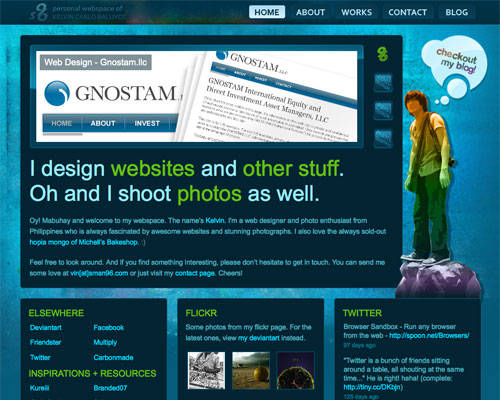 personal webspace of
KELVIN CARLO BALUYOT
HOME ABOUT WORKS CONTACT BLOG
checkout
my blog!
Web Design - Gnostam.llc
GNOSTAM
HOME ABOUT INVEST
GNOSTAM, LLC
HOME ABOUT WEST CONTACT
GNOSTAM International Equity and
Direct Investment Asset Managers, LLC
I design websites and other stuff.
Oh and I shoot photos as well.
Oy! Mabuhay and welcome to my webspace. The name's Kelvin. I'm a web designer and photo enthusiast from
Philippines who is always fascinated by awesome websites and stunning photographs. I also love the always sold-out
hopia mongo of Michell's Bakeshop. :)
Feel free to look around. And if you find something interesting, please don't hesitate to get in touch. You can send me
some love at vin[at]sman96.com or just visit my contact page. Cheers!
ELSEWHERE
Deviantart Facebook
Friendster Multiply
Twitter Carbonmade
INSPIRATIONS + RESOURCES
Kureiii Branded07
FLICKR
Some photos from my flickr page. For the
latest ones, view my deviantart instead.
TWITTER
Browser Sandbox - Run any browser
from the web - http://spoon.net/Browsers/
97 days ago
"Twitter is a bunch of friends sitting
around a table, all shouting at the same
time..." He is right! haha! (complete:
http://tiny.cc/DKbjn)
125 days ago